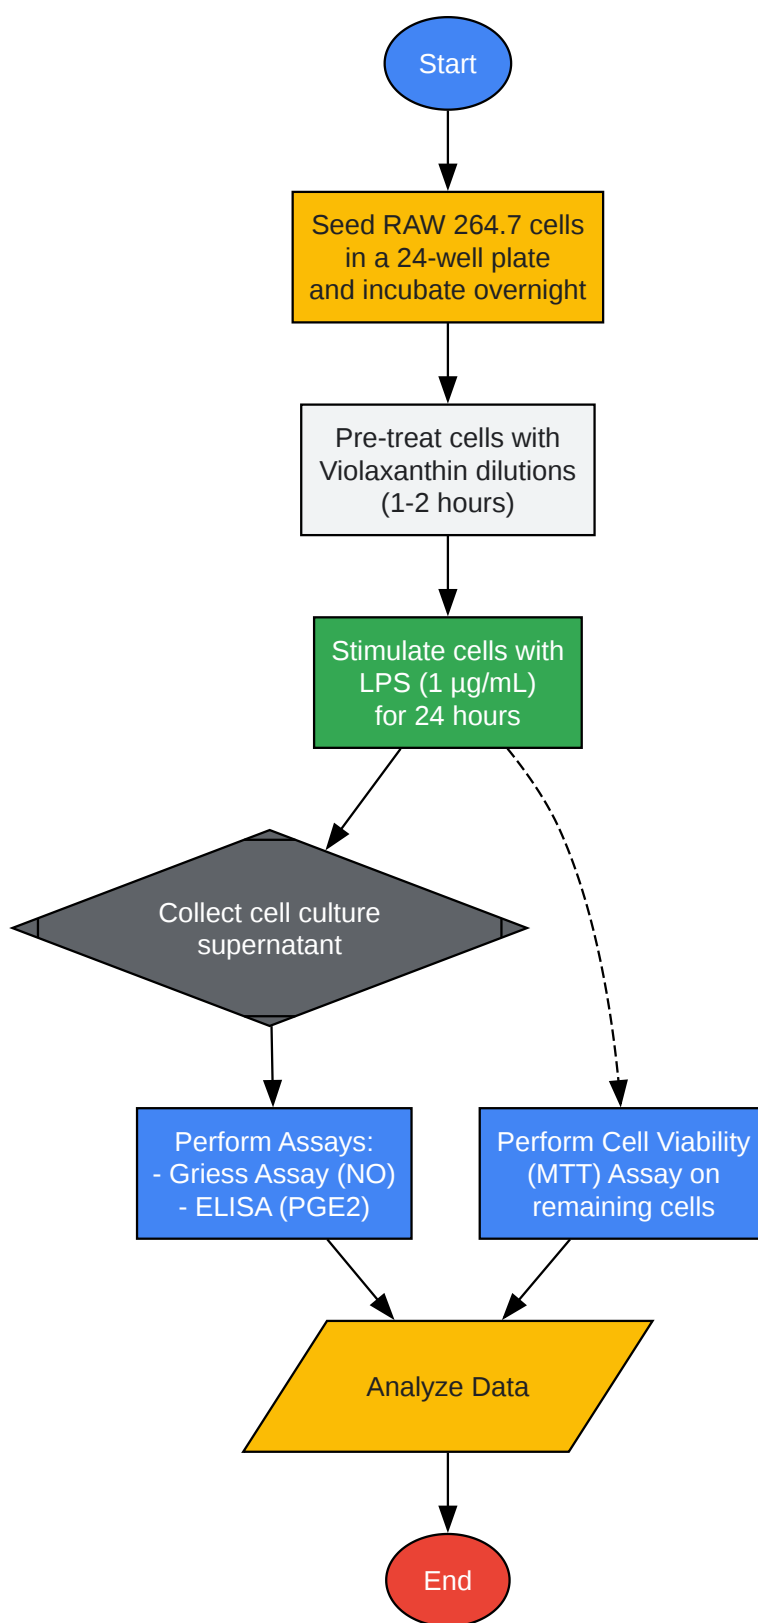 Start
Seed RAW 264.7 cells
in a 24-well plate
and incubate overnight
Pre-treat cells with
Violaxanthin dilutions
(1-2 hours)
Stimulate cells with
LPS (1 µg/mL)
for 24 hours
Collect cell culture
supernatant
Perform Assays:
- Griess Assay (NO)
- ELISA (PGE2)
Perform Cell Viability
(MTT) Assay on
remaining cells
Analyze Data
End